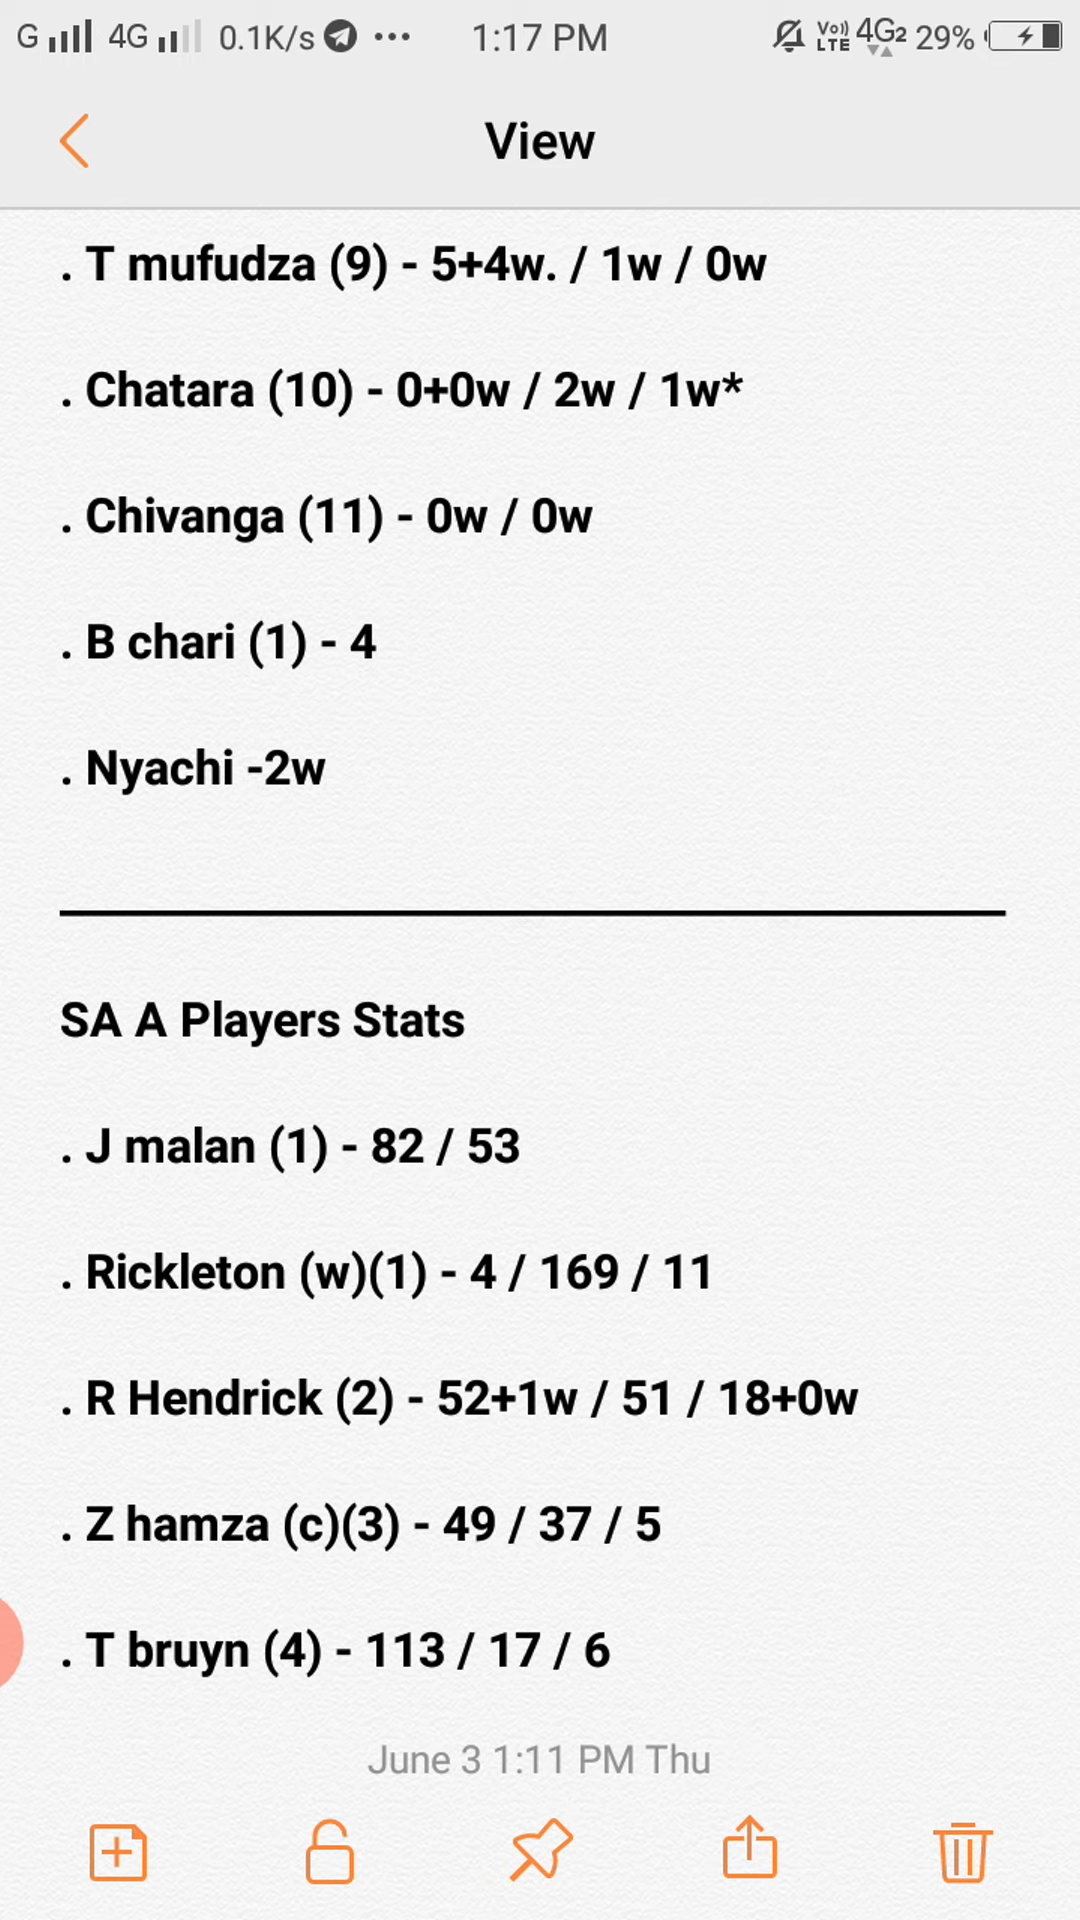 G 4G 0.1K/s ... 1:17 PM Vo)) LTE 4G2 29%
View
. T mufudza (9) - 5+4w. / 1w / 0w
. Chatara (10) - 0+0w / 2w / 1w*
. Chivanga (11) - 0w / 0w
. B chari (1) - 4
. Nyachi -2w
SA A Players Stats
. J malan (1) - 82 / 53
. Rickleton (w)(1) - 4 / 169 / 11
. R Hendrick (2) - 52+1w / 51 / 18+0w
. Z hamza (c)(3) - 49 / 37 / 5
. T bruyn (4) - 113 / 17 / 6
June 3 1:11 PM Thu